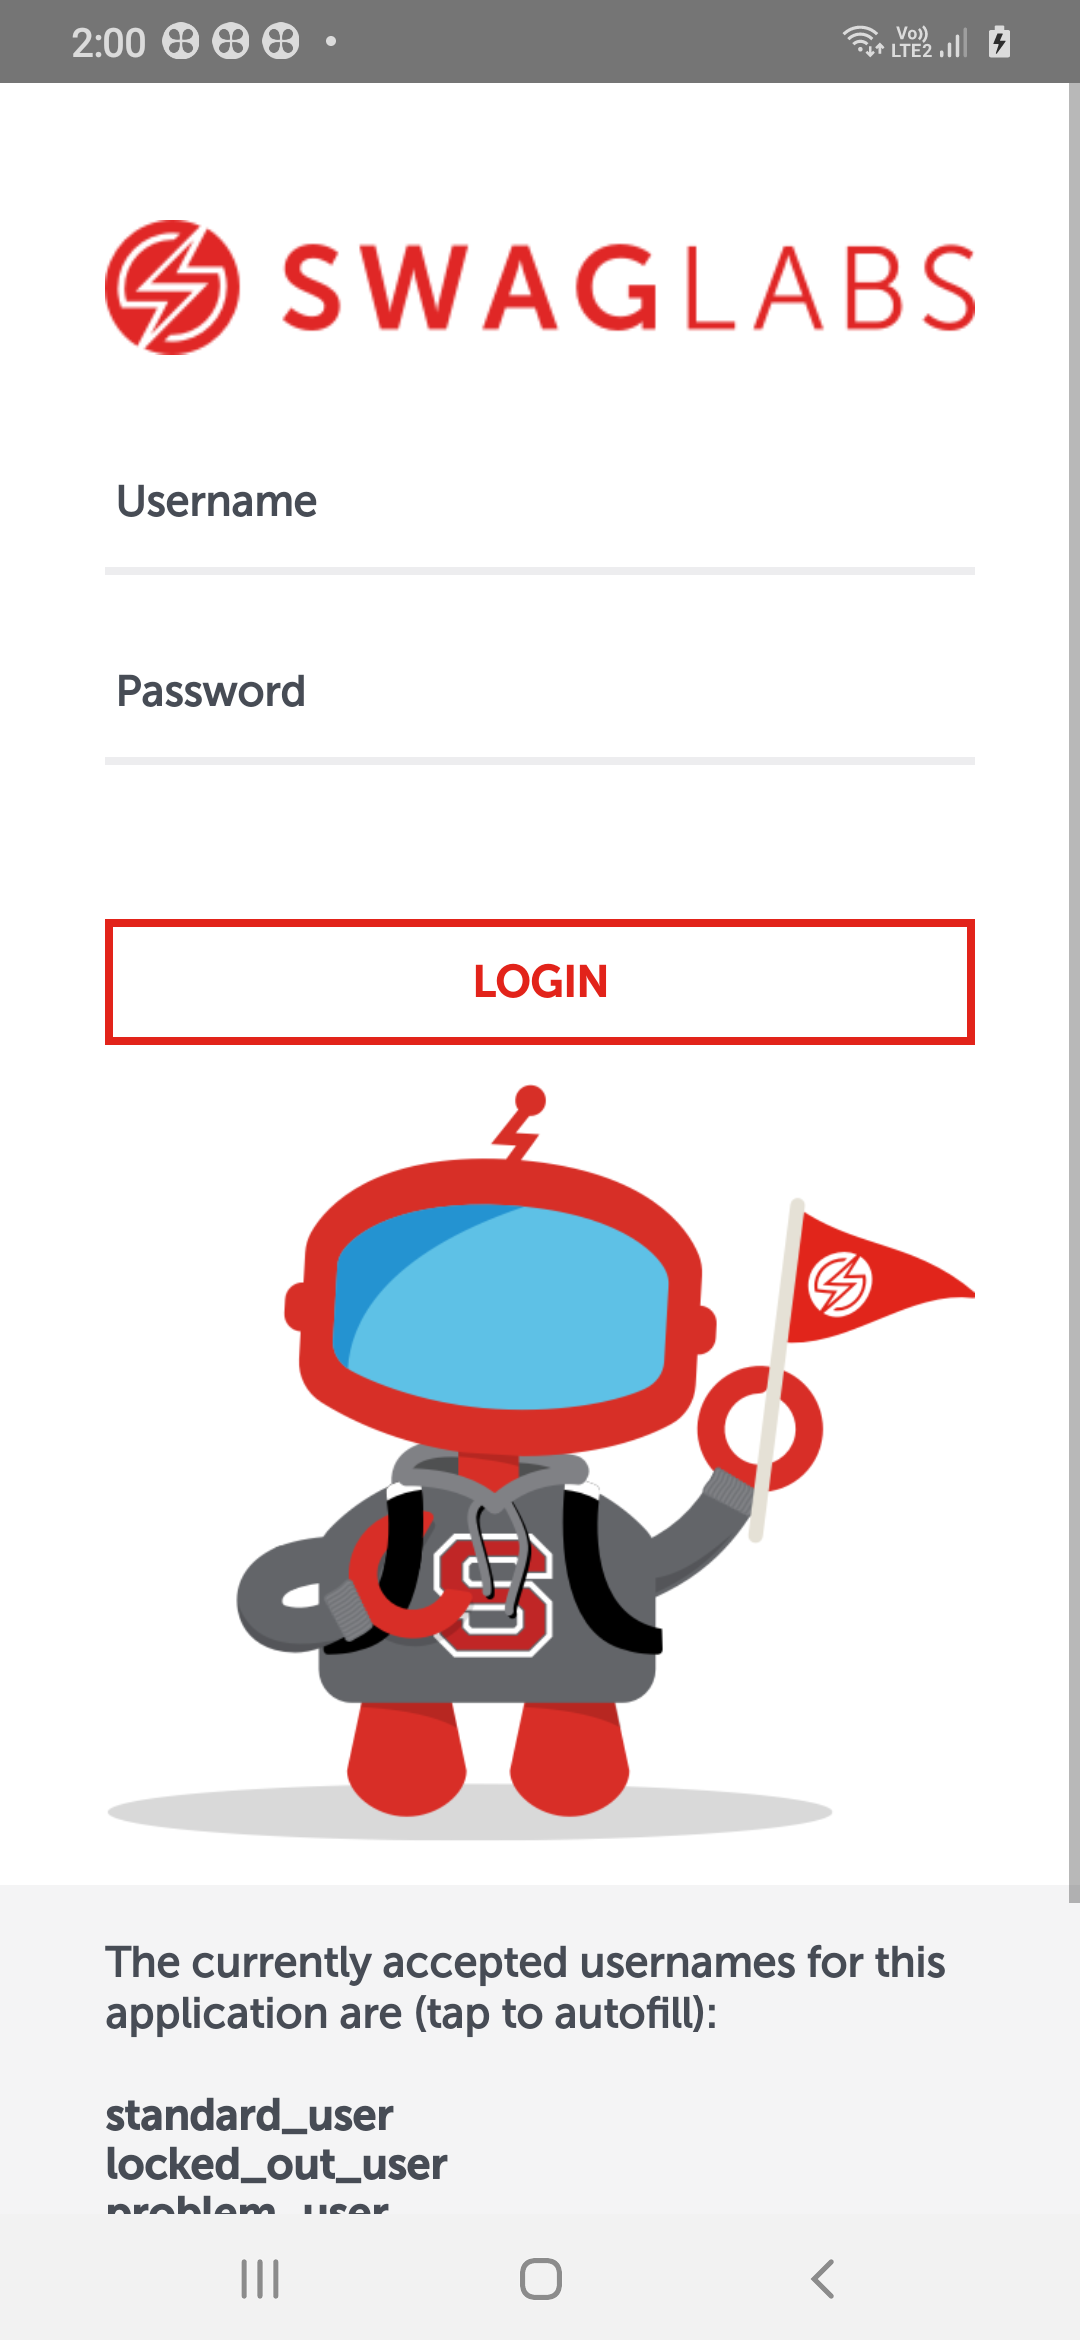 2:00
Vo))
LTE2
SWAGLABS
Username
Password
LOGIN
S
The currently accepted usernames for this
application are (tap to autofill):
standard_user
locked_out_user
problem_user